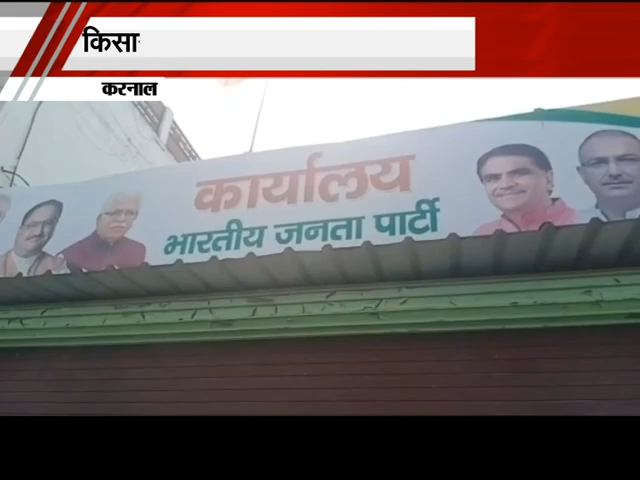 किसा
करनाल
कार्यालय
भारतीय जनता पार्टी